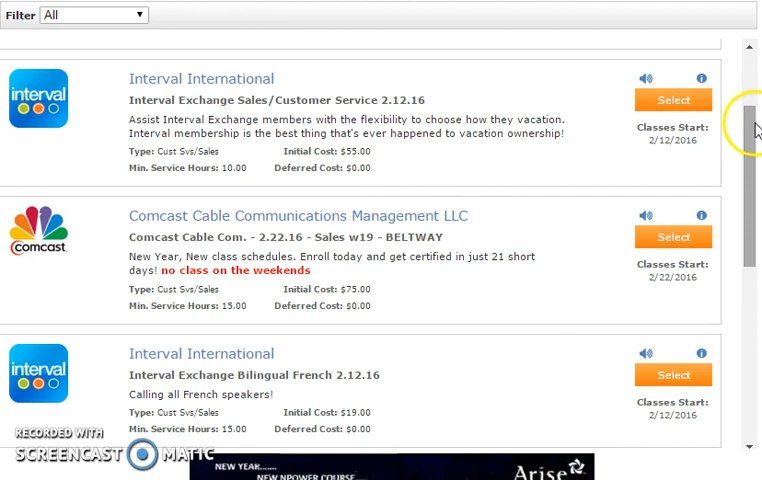 Filter All
interval
Interval International
Interval Exchange Sales/Customer Service 2.12.16
Assist Interval Exchange members with the flexibility to choose how they vacation.
Interval membership is the best thing that's ever happened to vacation ownership!
Type: Cust Svs/Sales Initial Cost: $55.00
Min. Service Hours: 10.00 Deferred Cost: $0.00
Select
Classes Start:
2/12/2016
COMCAST
Comcast Cable Communications Management LLC
Comcast Cable Com. - 2.22.16 - Sales w19 - BELTWAY
New Year, New class schedules. Enroll today and get certified in just 21 short
days! no class on the weekends
Type: Cust Svs/Sales Initial Cost: $75.00
Min. Service Hours: 15.00 Deferred Cost: $0.00
Select
Classes Start:
2/22/2016
interval
Interval International
Interval Exchange Bilingual French 2.12.16
Calling all French speakers!
Type: Cust Svs/Sales Initial Cost: $19.00
Min. Service Hours: 15.00 Deferred Cost: $0.00
Select
Classes Start:
2/12/2016
RECORDED WITH
SCREENCAST MATIC
NEW YEAR.......
NEW NPOWER COURSE....
Arise